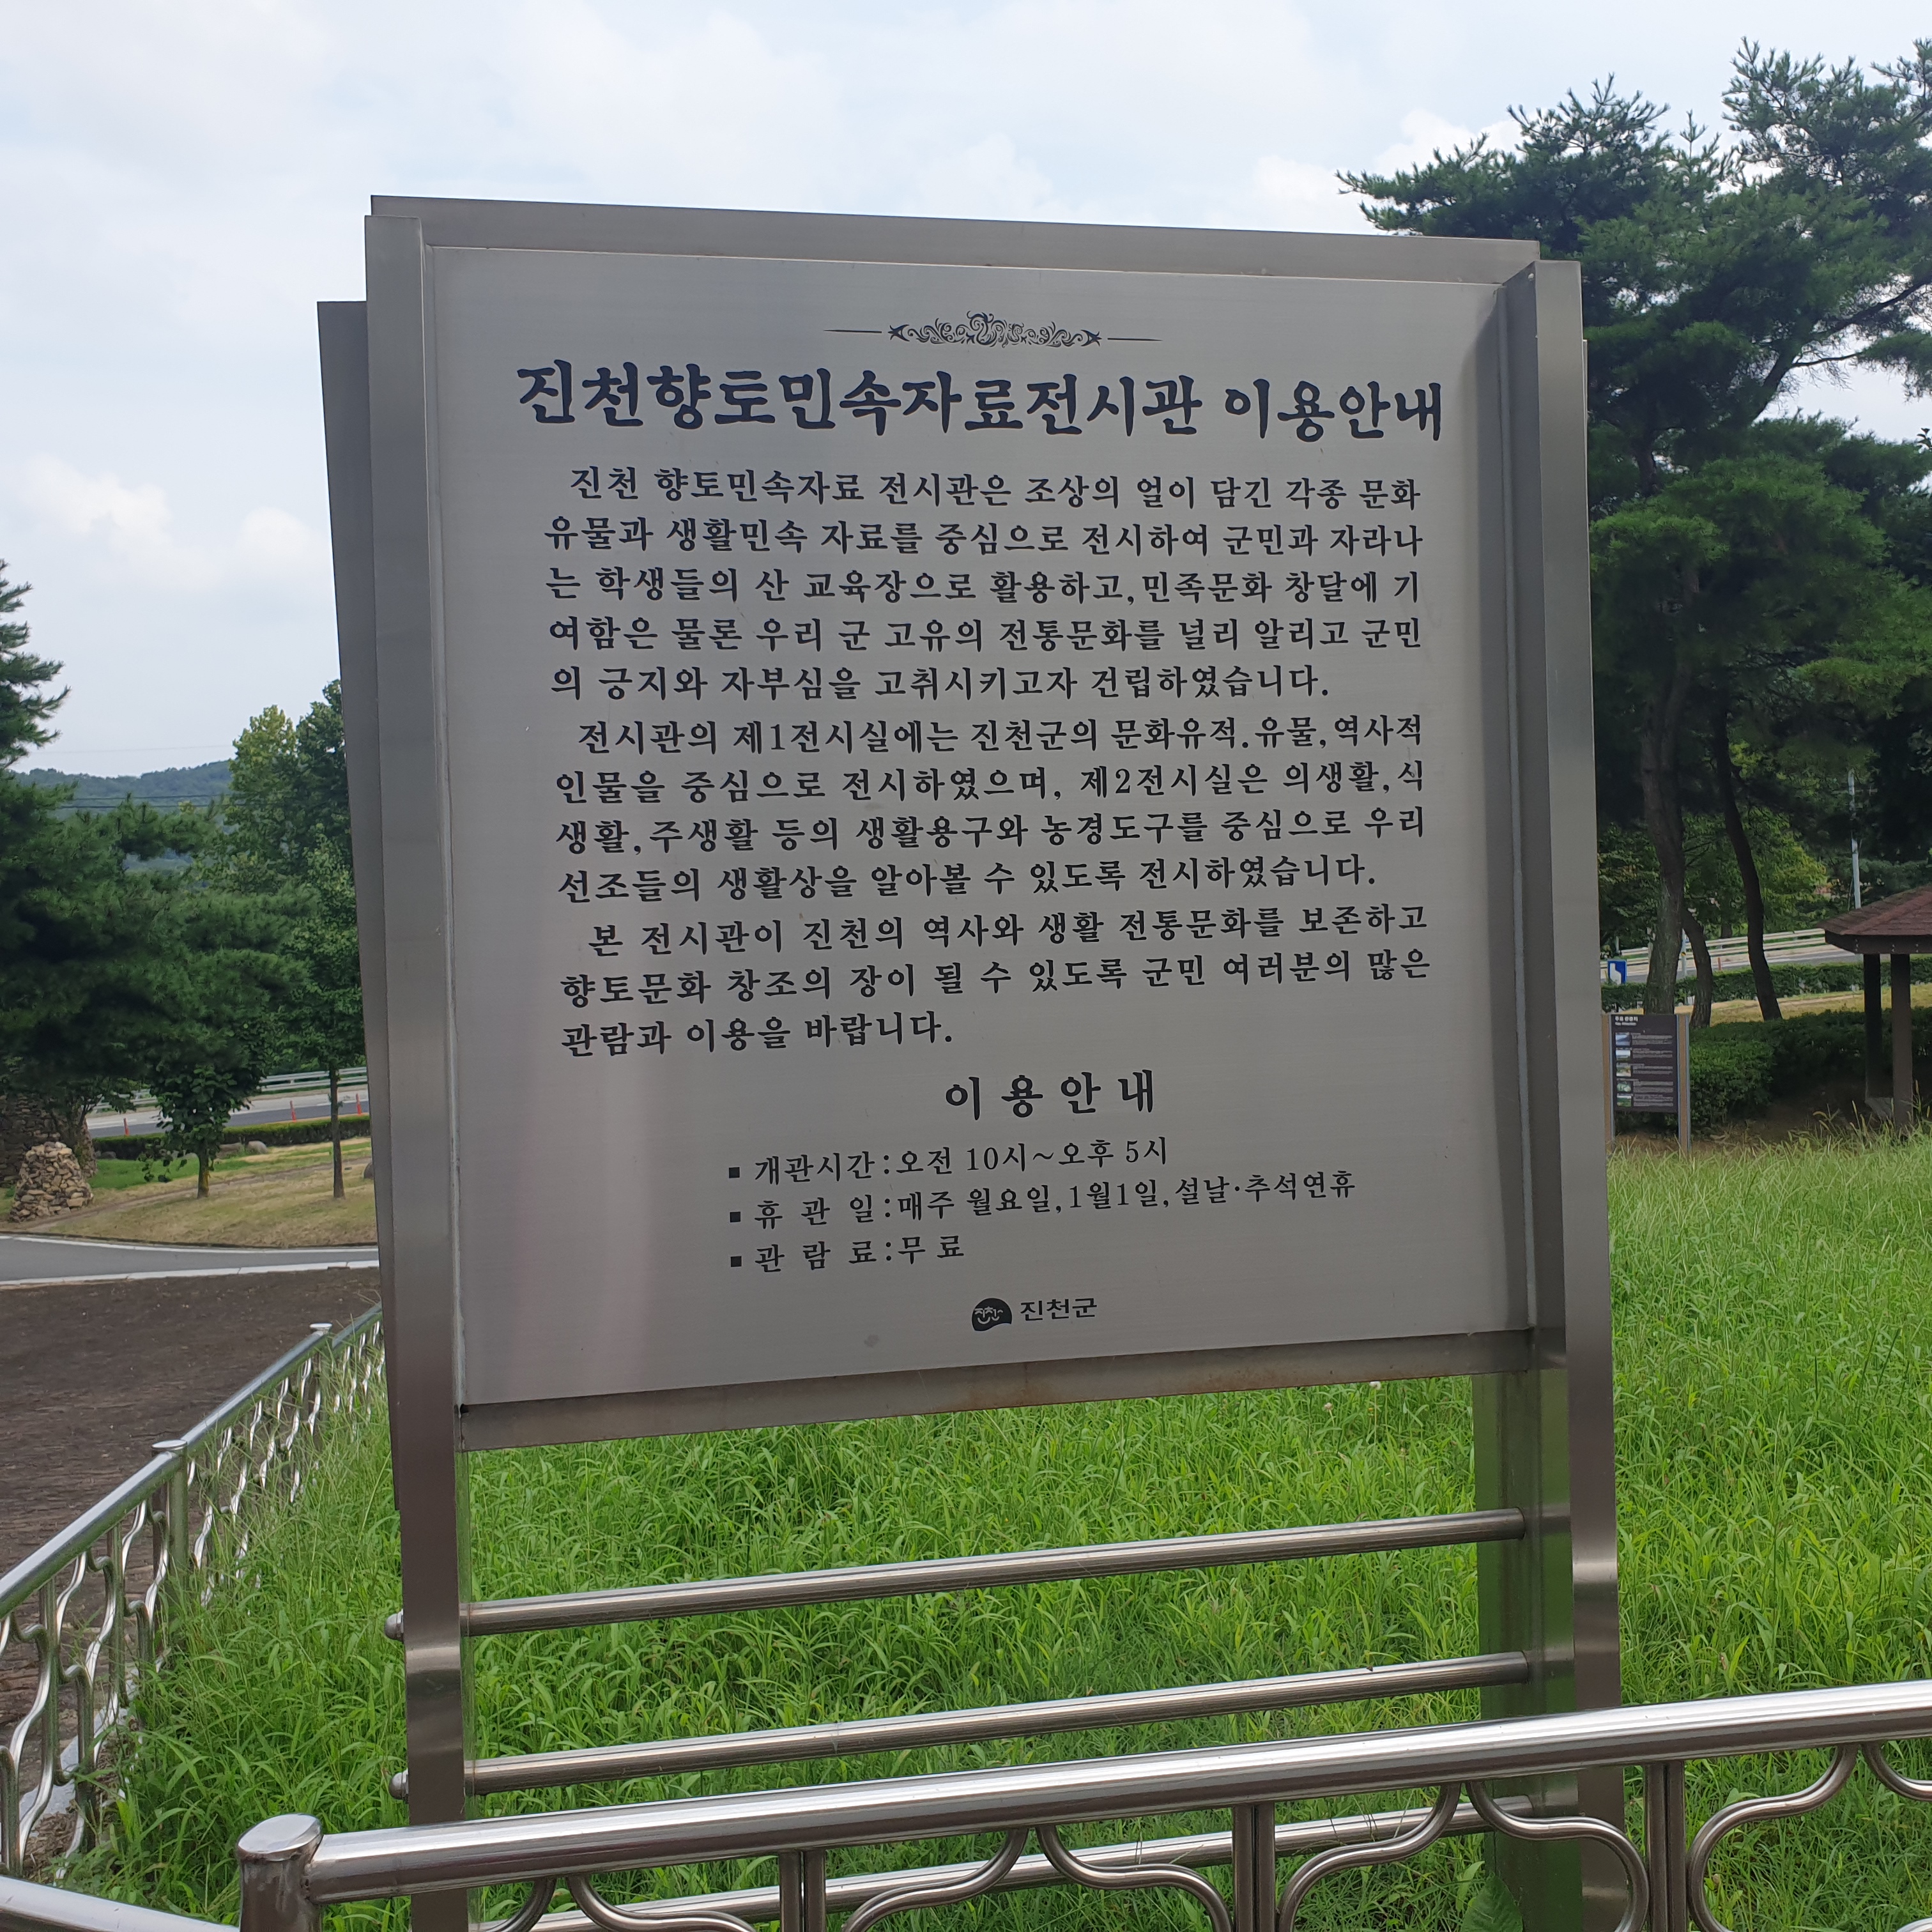 진천향토민속자료전시관 이용안내
진천 향토민속자료 전시관은 조상의 얼이 담긴 각종 문화
유물과 생활민속 자료를 중심으로 전시하여 군민과 자라나
는 학생들의 산 교육장으로 활용하고,민족문화 창달에 기
여함은 물론 우리 군 고유의 전통문화를 널리 알리고 군민
의 긍지와 자부심을 고취시키고자 건립하였습니다.
전시관의 제1전시실에는 진천군의 문화유적.유물,역사적
인물을 중심으로 전시하였으며, 제2전시실은 의생활,식
생활,주생활 등의 생활용구와 농경도구를 중심으로 우리
선조들의 생활상을 알아볼 수 있도록 전시하였습니다.
본 전시관이 진천의 역사와 생활 전통문화를 보존하고
향토문화 창조의 장이 될 수 있도록 군민 여러분의 많은
관람과 이용을 바랍니다.
이 용 안 내
▪ 개관시간:오전 10시~오후 5시
▪ 휴 관 일:매주 월요일,1월1일,설날·추석연휴
▪ 관 람 료:무 료
진천군